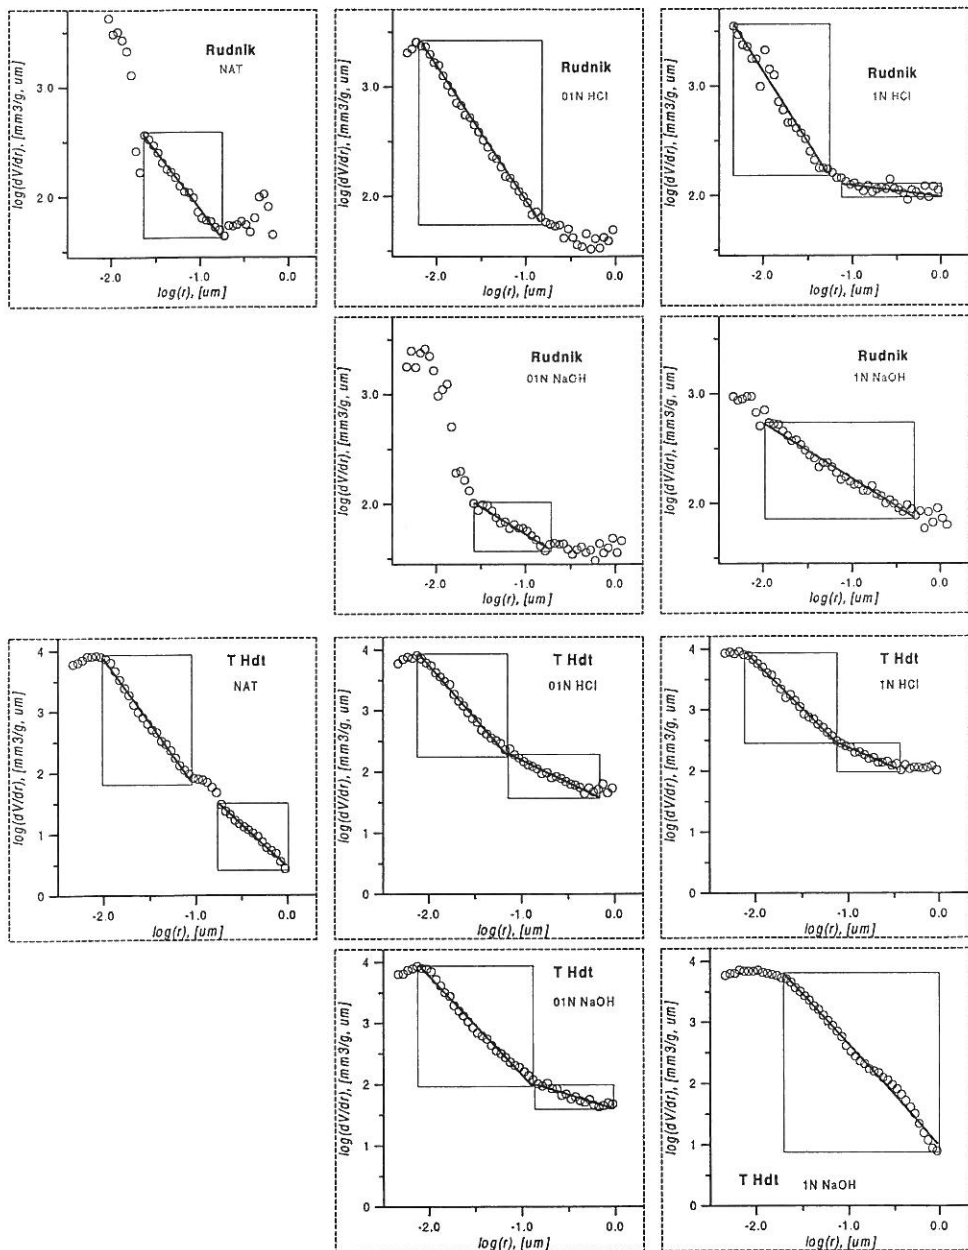 Rudnik
NAT
3.0
2.0
-2.0 -1.0 0.0
log(r), [um]
log(dV/dr), [mm3/g, um]
Rudnik
01N HCl
3.0
2.0
-2.0 -1.0 0.0
log(r), [um]
log(dV/dr), [mm3/g, um]
Rudnik
1N HCl
3.0
2.0
-2.0 -1.0 0.0
log(r), [um]
log(dV/dr), [mm3/g, um]
Rudnik
01N NaOH
3.0
2.0
-2.0 -1.0 0.0
log(r), [um]
log(dV/dr), [mm3/g, um]
Rudnik
1N NaOH
3.0
2.0
-2.0 -1.0 0.0
log(r), [um]
log(dV/dr), [mm3/g, um]
T Hdt
NAT
4
3
2
1
0
-2.0 -1.0 0.0
log(r), [um]
log(dV/dr), [mm3/g, um]
T Hdt
01N HCl
4
3
2
1
0
-2.0 -1.0 0.0
log(r), [um]
log(dV/dr), [mm3/g, um]
T Hdt
1N HCl
4
3
2
1
0
-2.0 -1.0 0.0
log(r), [um]
log(dV/dr), [mm3/g, um]
T Hdt
01N NaOH
4
3
2
1
0
-2.0 -1.0 0.0
log(r), [um]
log(dV/dr), [mm3/g, um]
4
3
2
1
0
T Hdt 1N NaOH
-2.0 -1.0 0.0
log(r), [um]
log(dV/dr), [mm3/g, um]